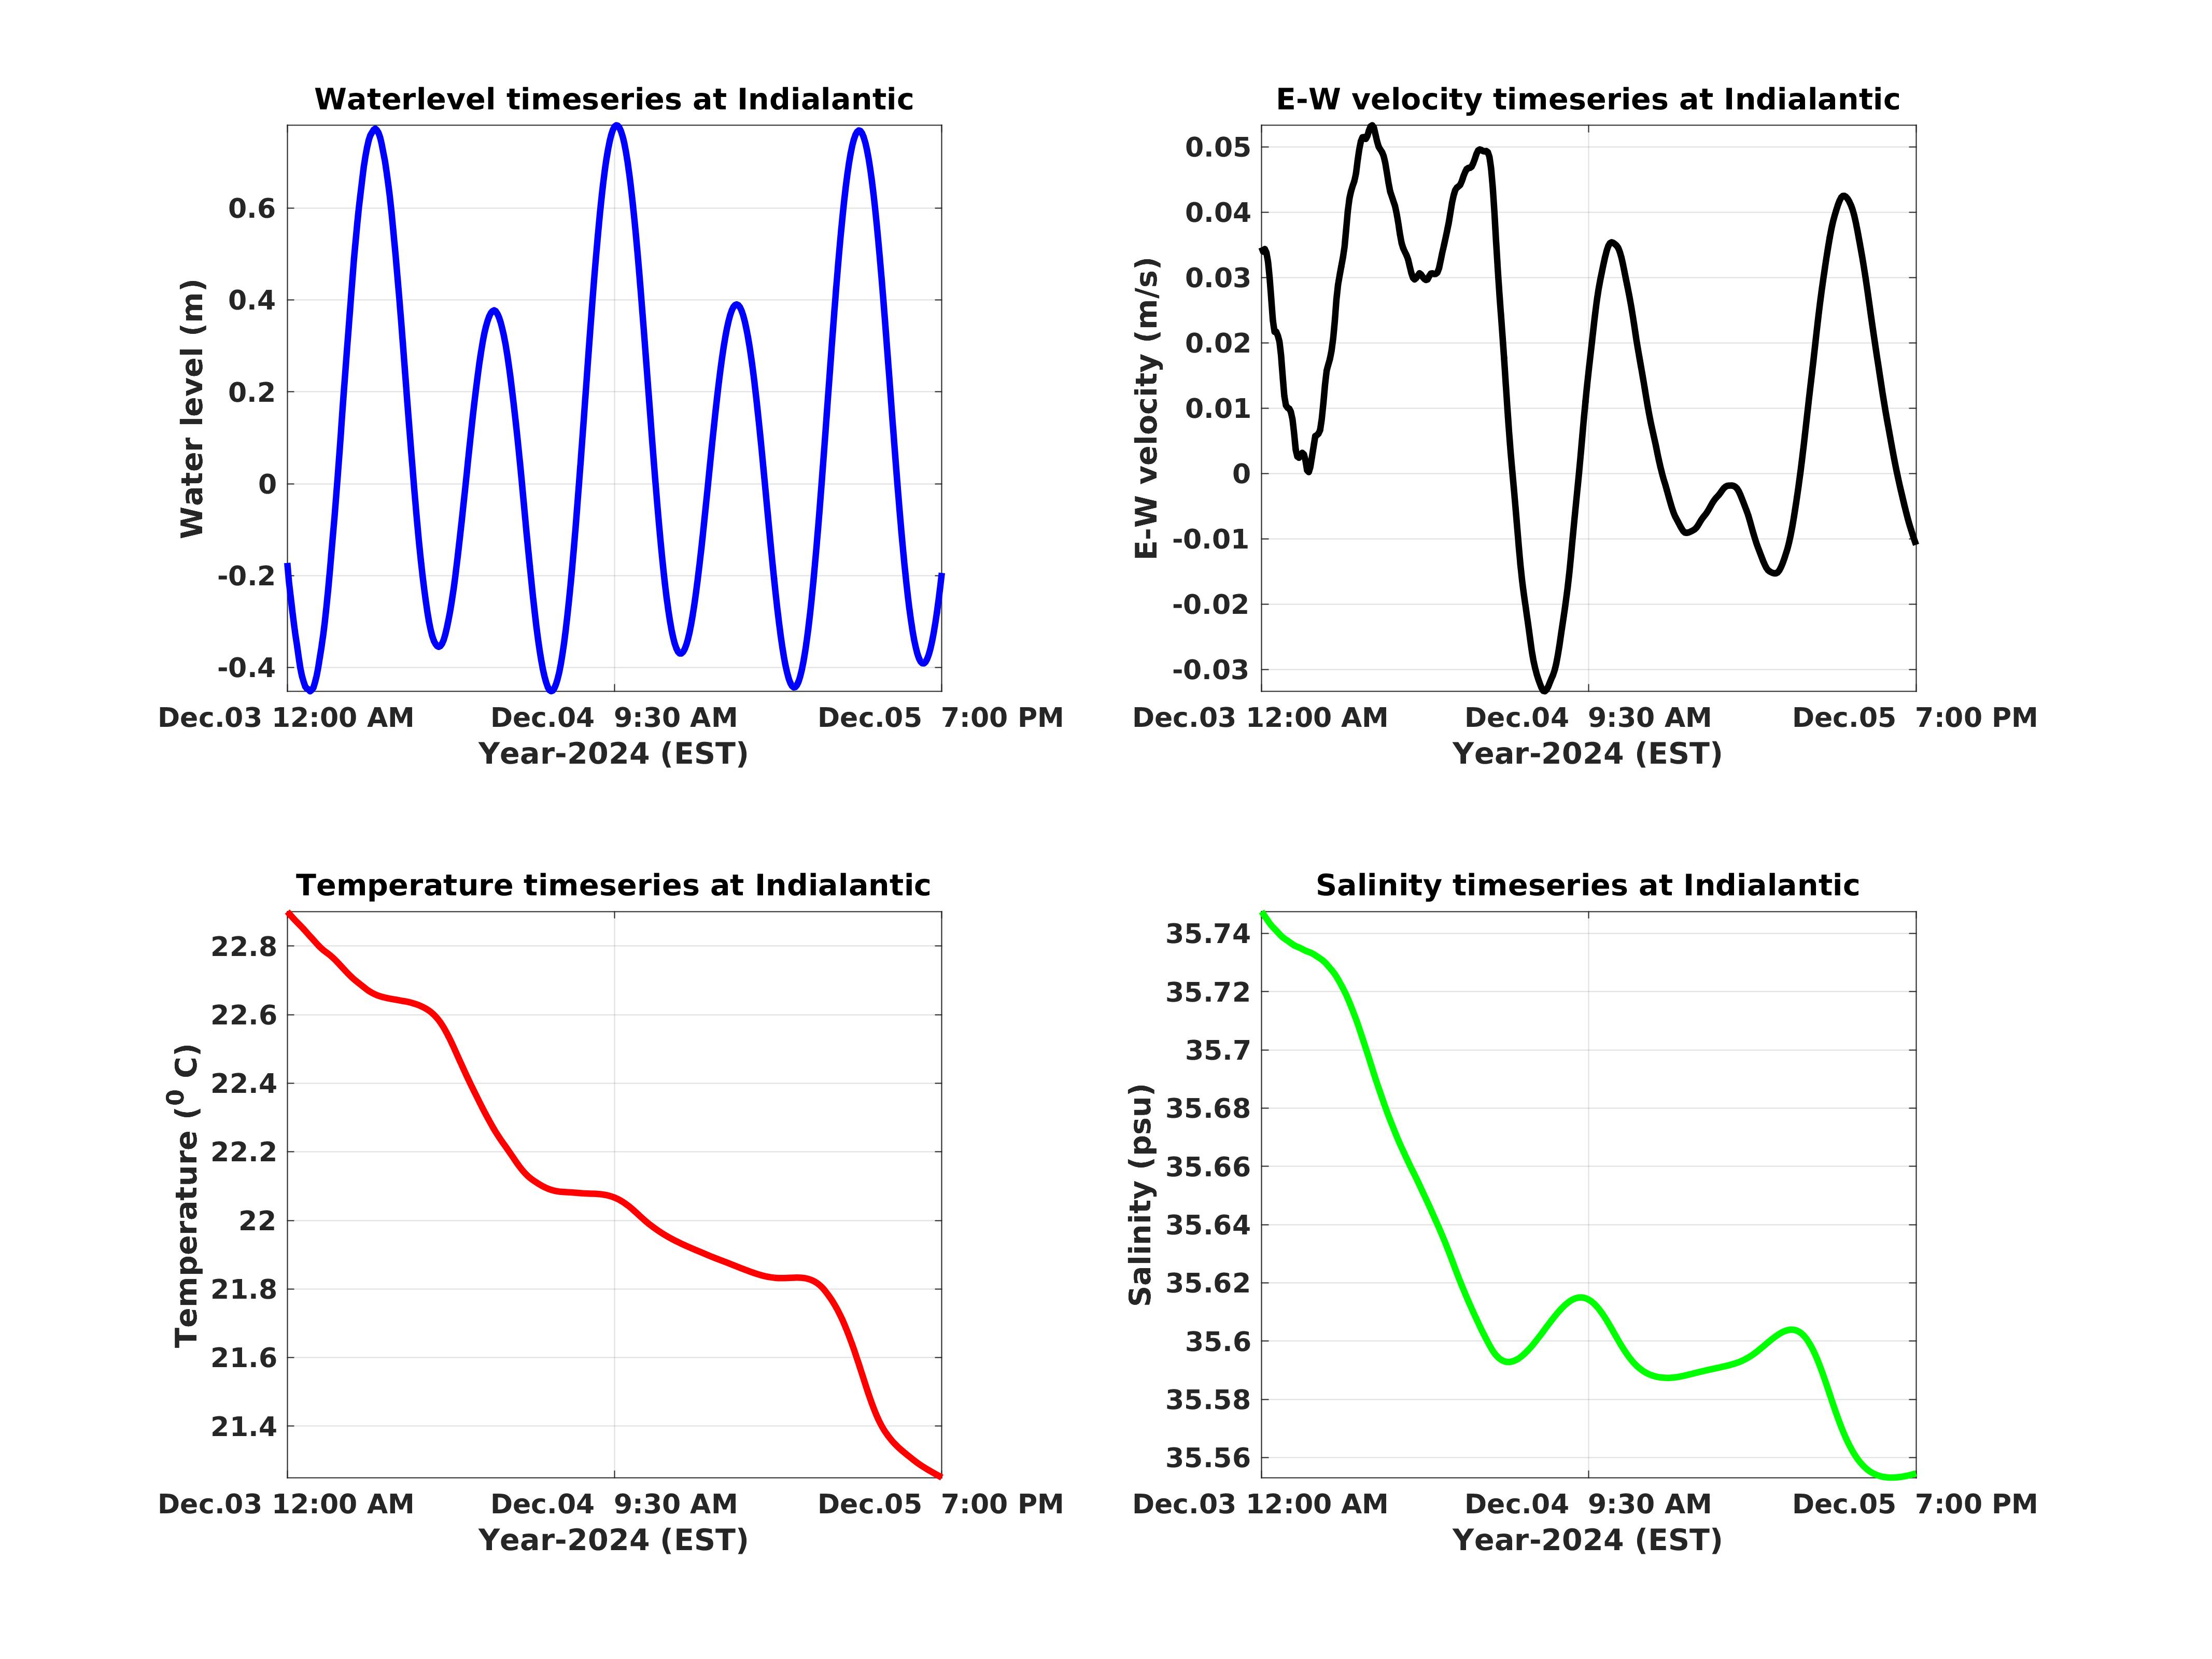 Waterlevel timeseries at Indialantic
Water level (m)
0.6
0.4
0.2
0
-0.2
-0.4
Dec.03 12:00 AM Dec.04 9:30 AM Dec.05 7:00 PM
Year-2024 (EST)
E-W velocity timeseries at Indialantic
E-W velocity (m/s)
0.05
0.04
0.03
0.02
0.01
0
-0.01
-0.02
-0.03
Dec.03 12:00 AM Dec.04 9:30 AM Dec.05 7:00 PM
Year-2024 (EST)
Temperature timeseries at Indialantic
Temperature (⁰ C)
22.8
22.6
22.4
22.2
22
21.8
21.6
21.4
Dec.03 12:00 AM Dec.04 9:30 AM Dec.05 7:00 PM
Year-2024 (EST)
Salinity timeseries at Indialantic
Salinity (psu)
35.74
35.72
35.7
35.68
35.66
35.64
35.62
35.6
35.58
35.56
Dec.03 12:00 AM Dec.04 9:30 AM Dec.05 7:00 PM
Year-2024 (EST)